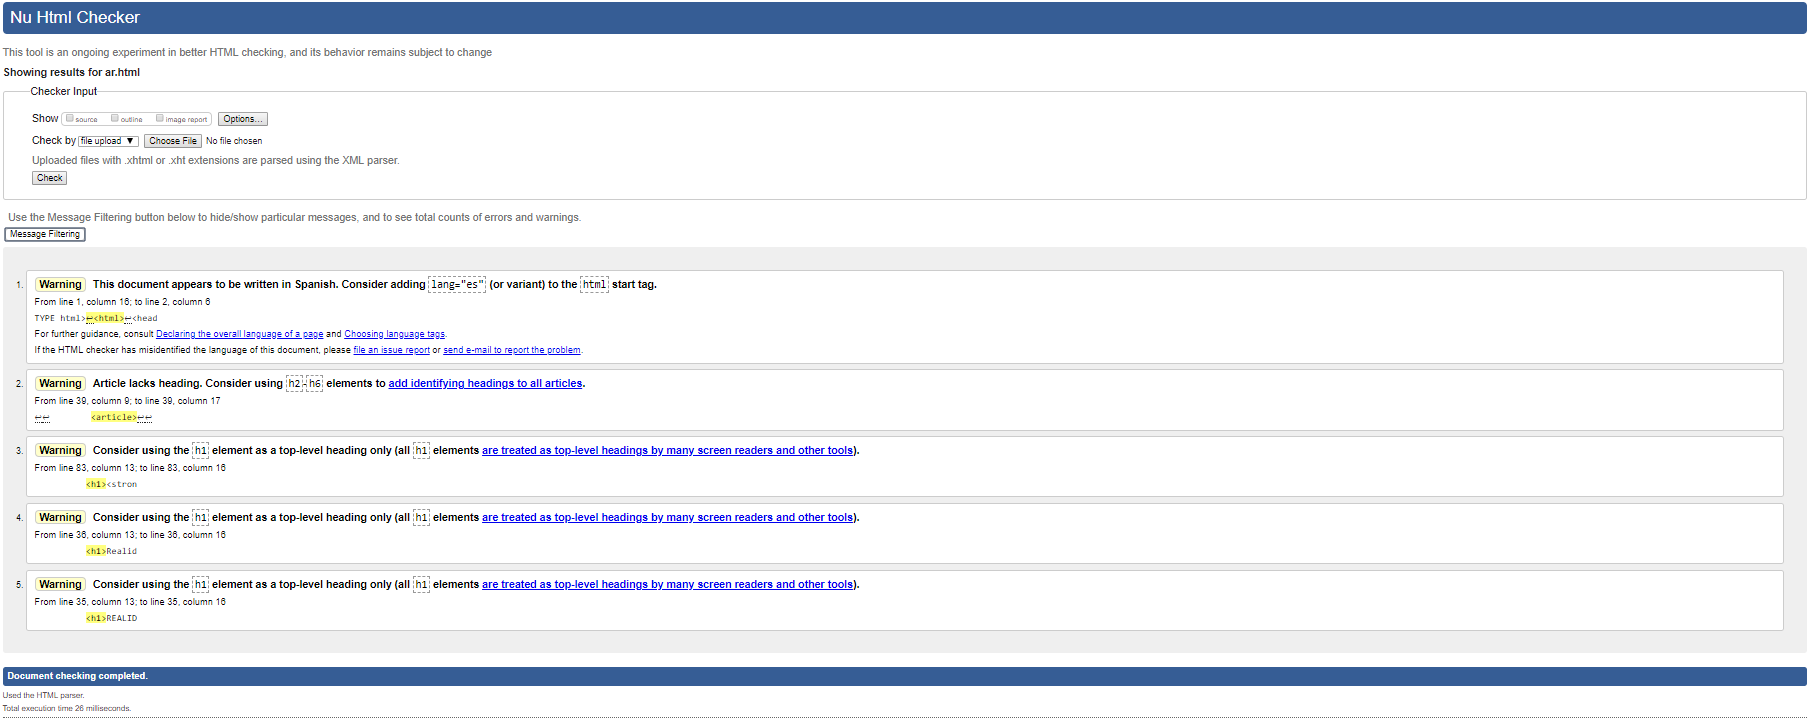 Nu Html Checker
This tool is an ongoing experiment in better HTML checking, and its behavior remains subject to change
Showing results for ar.html
Checker Input
Show source outline image report Options...
Check by file upload ▼ Choose File No file chosen
Uploaded files with .xhtml or .xht extensions are parsed using the XML parser.
Check
Use the Message Filtering button below to hide/show particular messages, and to see total counts of errors and warnings.
Message Filtering
1. Warning This document appears to be written in Spanish. Consider adding lang="es" (or variant) to the html start tag.
From line 1, column 16; to line 2, column 6
TYPE html>↩<html>↩<head
For further guidance, consult Declaring the overall language of a page and Choosing language tags.
If the HTML checker has misidentified the language of this document, please file an issue report or send e-mail to report the problem.
2. Warning Article lacks heading. Consider using h2-h6 elements to add identifying headings to all articles.
From line 39, column 9; to line 39, column 17
↩↩ <article>↩↩
3. Warning Consider using the h1 element as a top-level heading only (all h1 elements are treated as top-level headings by many screen readers and other tools).
From line 83, column 13; to line 83, column 16
<h1><stron
4. Warning Consider using the h1 element as a top-level heading only (all h1 elements are treated as top-level headings by many screen readers and other tools).
From line 36, column 13; to line 36, column 16
<h1>Realid
5. Warning Consider using the h1 element as a top-level heading only (all h1 elements are treated as top-level headings by many screen readers and other tools).
From line 35, column 13; to line 35, column 16
<h1>REALID
Document checking completed.
Used the HTML parser.
Total execution time 26 milliseconds.